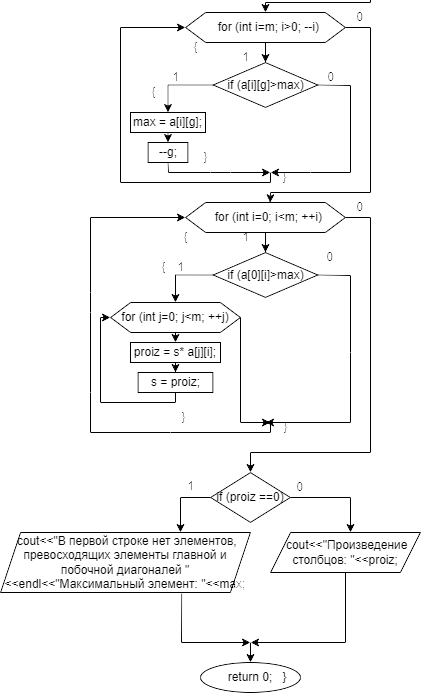 for (int i=m; i>0; --i)
0
{
1
if (a[i][g]>max)
1
0
{
max = a[i][g];
--g;
}
}
for (int i=0; i<m; ++i)
0
{
1
if (a[0][i]>max)
0
{ 1
for (int j=0; j<m; ++j)
proiz = s* a[j][i];
s = proiz;
}
}
1
if (proiz ==0)
0
cout<<"В первой строке нет элементов,
превосходящих элементы главной и
побочной диагоналей "
<<endl<<"Максимальный элемент: "<<max;
cout<<"Произведение
столбцов: "<<proiz;
return 0; }